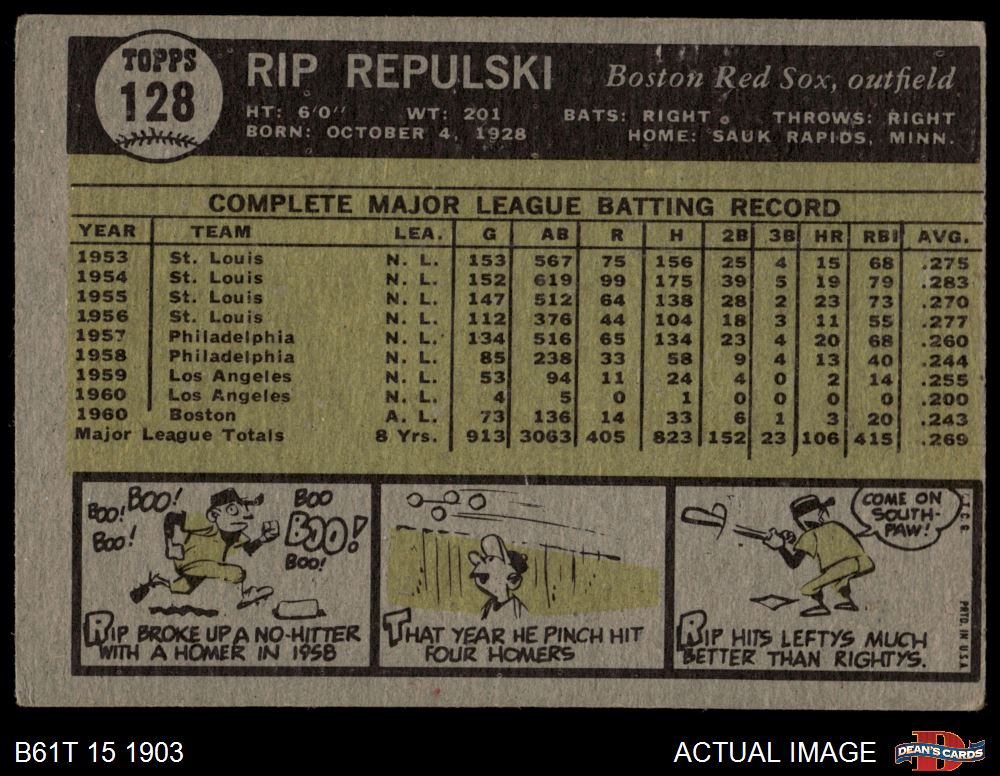 TOPPS
128
RIP REPULSKI
Boston Red Sox, outfield
HT: 6'0" WT: 201 BATS: RIGHT THROWS: RIGHT
BORN: OCTOBER 4, 1928 HOME: SAUK RAPIDS, MINN.
COMPLETE MAJOR LEAGUE BATTING RECORD
YEAR TEAM LEA. G AB R H 2B 3B HR RBI AVG.
1953 St. Louis N. L. 153 567 75 156 25 4 15 68 .275
1954 St. Louis N. L. 152 619 99 175 39 5 19 79 .283
1955 St. Louis N. L. 147 512 64 138 28 2 23 73 .270
1956 St. Louis N. L. 112 376 44 104 18 3 11 55 .277
1957 Philadelphia N. L. 134 516 65 134 23 4 20 68 .260
1958 Philadelphia N. L. 85 238 33 58 9 4 13 40 .244
1959 Los Angeles N. L. 53 94 11 24 4 0 2 14 .255
1960 Los Angeles N. L. 4 5 0 1 0 0 0 0 .200
1960 Boston A. L. 73 136 14 33 6 1 3 20 .243
Major League Totals 8 Yrs. 913 3063 405 823 152 23 106 415 .269
BOO! BOO! BOO
BOO! BOO!
BOO!
RIP BROKE UP A NO-HITTER
WITH A HOMER IN 1958
THAT YEAR HE PINCH HIT
FOUR HOMERS
COME ON
SOUTH-
PAW!
RIP HITS LEFTYS MUCH
BETTER THAN RIGHTYS.
PRTD. IN U.S.A.
B61T 15 1903
ACTUAL IMAGE
DEAN'S CARDS